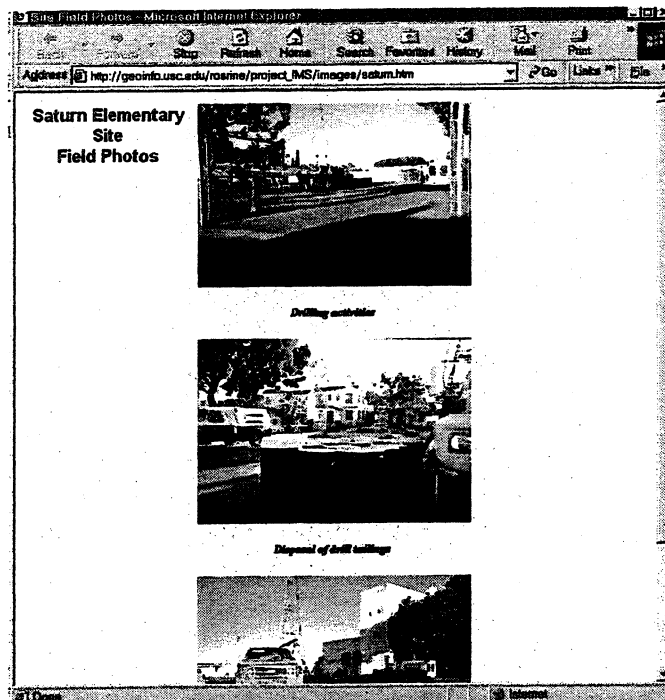 Site Field Photos - Microsoft Internet Explorer
Stop Refresh Home Search Favorites History Mail Print
Address http://geoinfo.usc.edu/rosrine/project_IMS/images/saturn.htm Go Links File
Saturn Elementary
Site
Field Photos
Drilling activities
Disposal of drill tailings
Done Internet